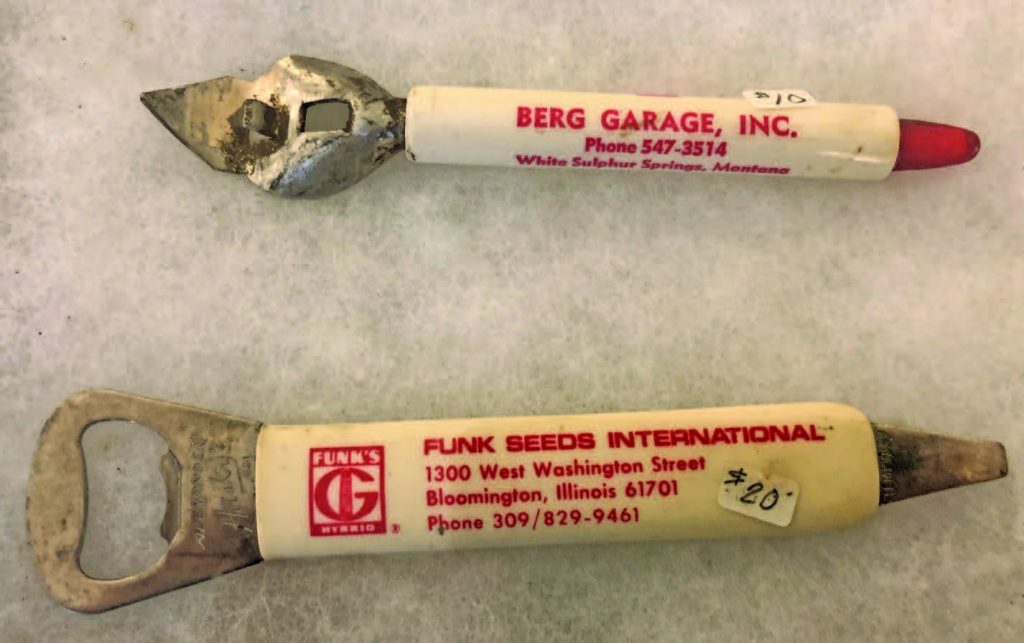 $10
BERG GARAGE, INC.
Phone 547-3514
White Sulphur Springs, Montana
FUNK'S
G
HYBRID
®
FUNK SEEDS INTERNATIONAL
1300 West Washington Street
Bloomington, Illinois 61701
Phone 309/829-9461
$20